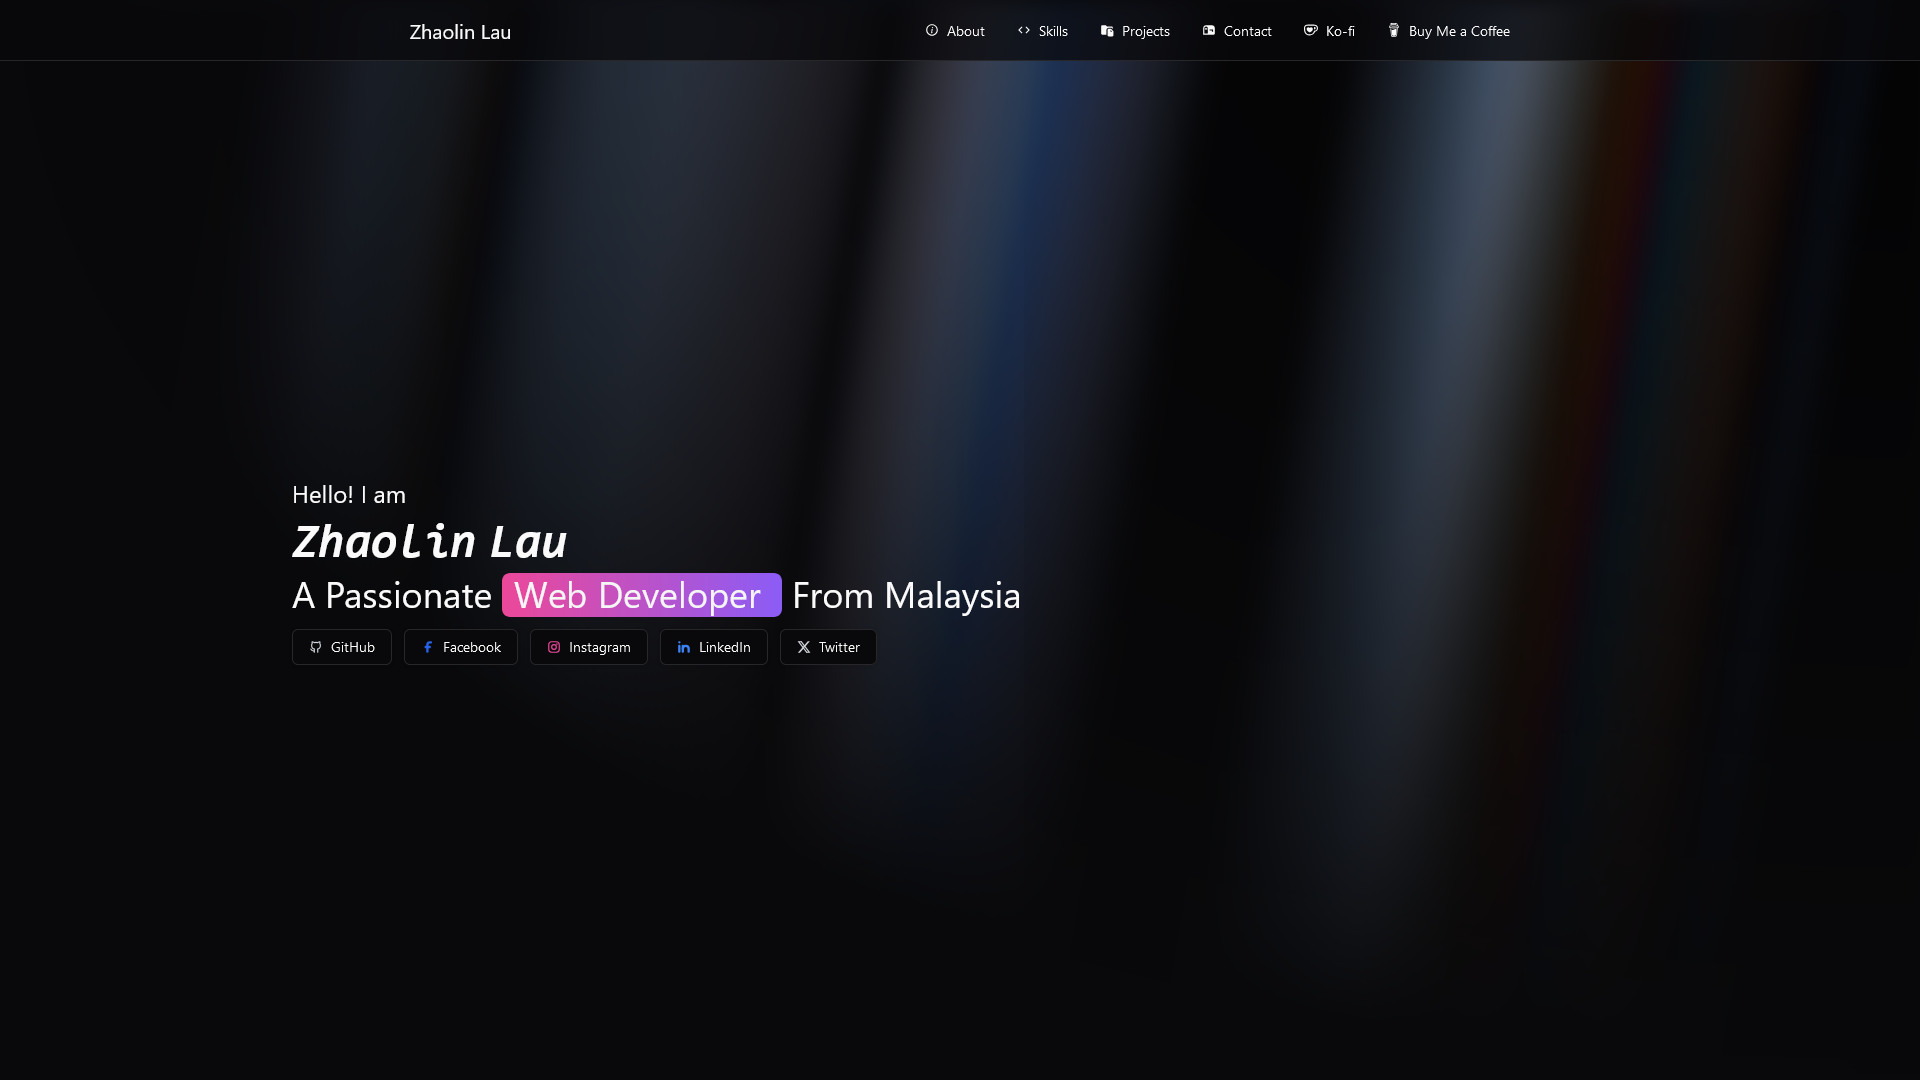 Zhaolin Lau
About
Skills
Projects
Contact
Ko-fi
Buy Me a Coffee
Hello! I am
Zhaolin Lau
A Passionate Web Developer From Malaysia
GitHub
Facebook
Instagram
LinkedIn
Twitter